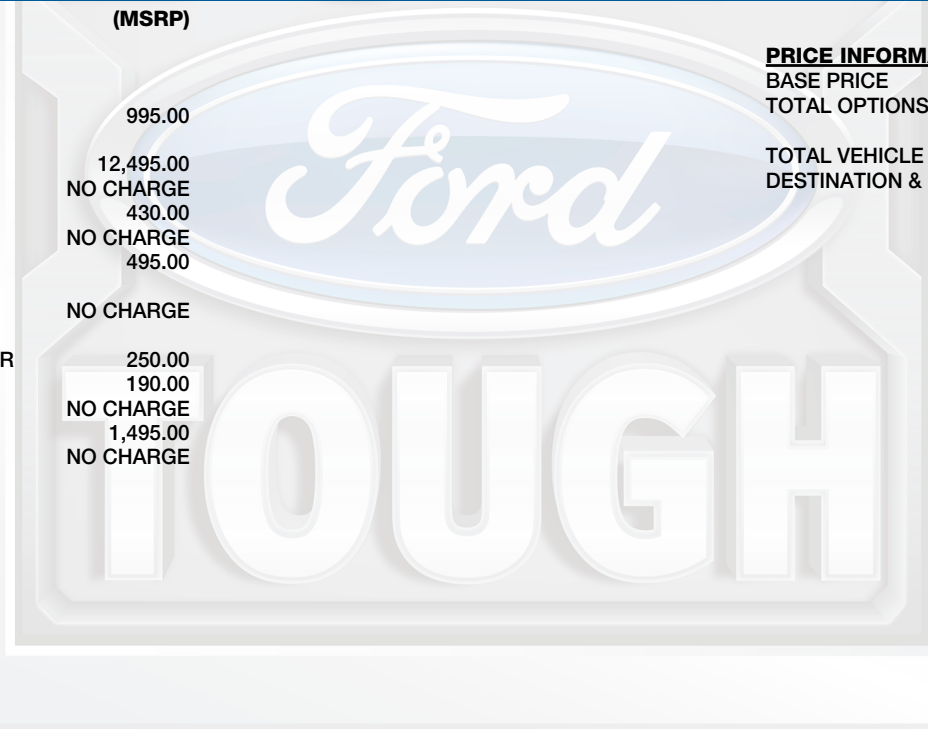 (MSRP)
995.00
12,495.00
NO CHARGE
430.00
NO CHARGE
495.00
NO CHARGE
R 250.00
190.00
NO CHARGE
1,495.00
NO CHARGE
PRICE INFORMA
BASE PRICE
TOTAL OPTIONS
TOTAL VEHICLE
DESTINATION &
Ford
TOUGH